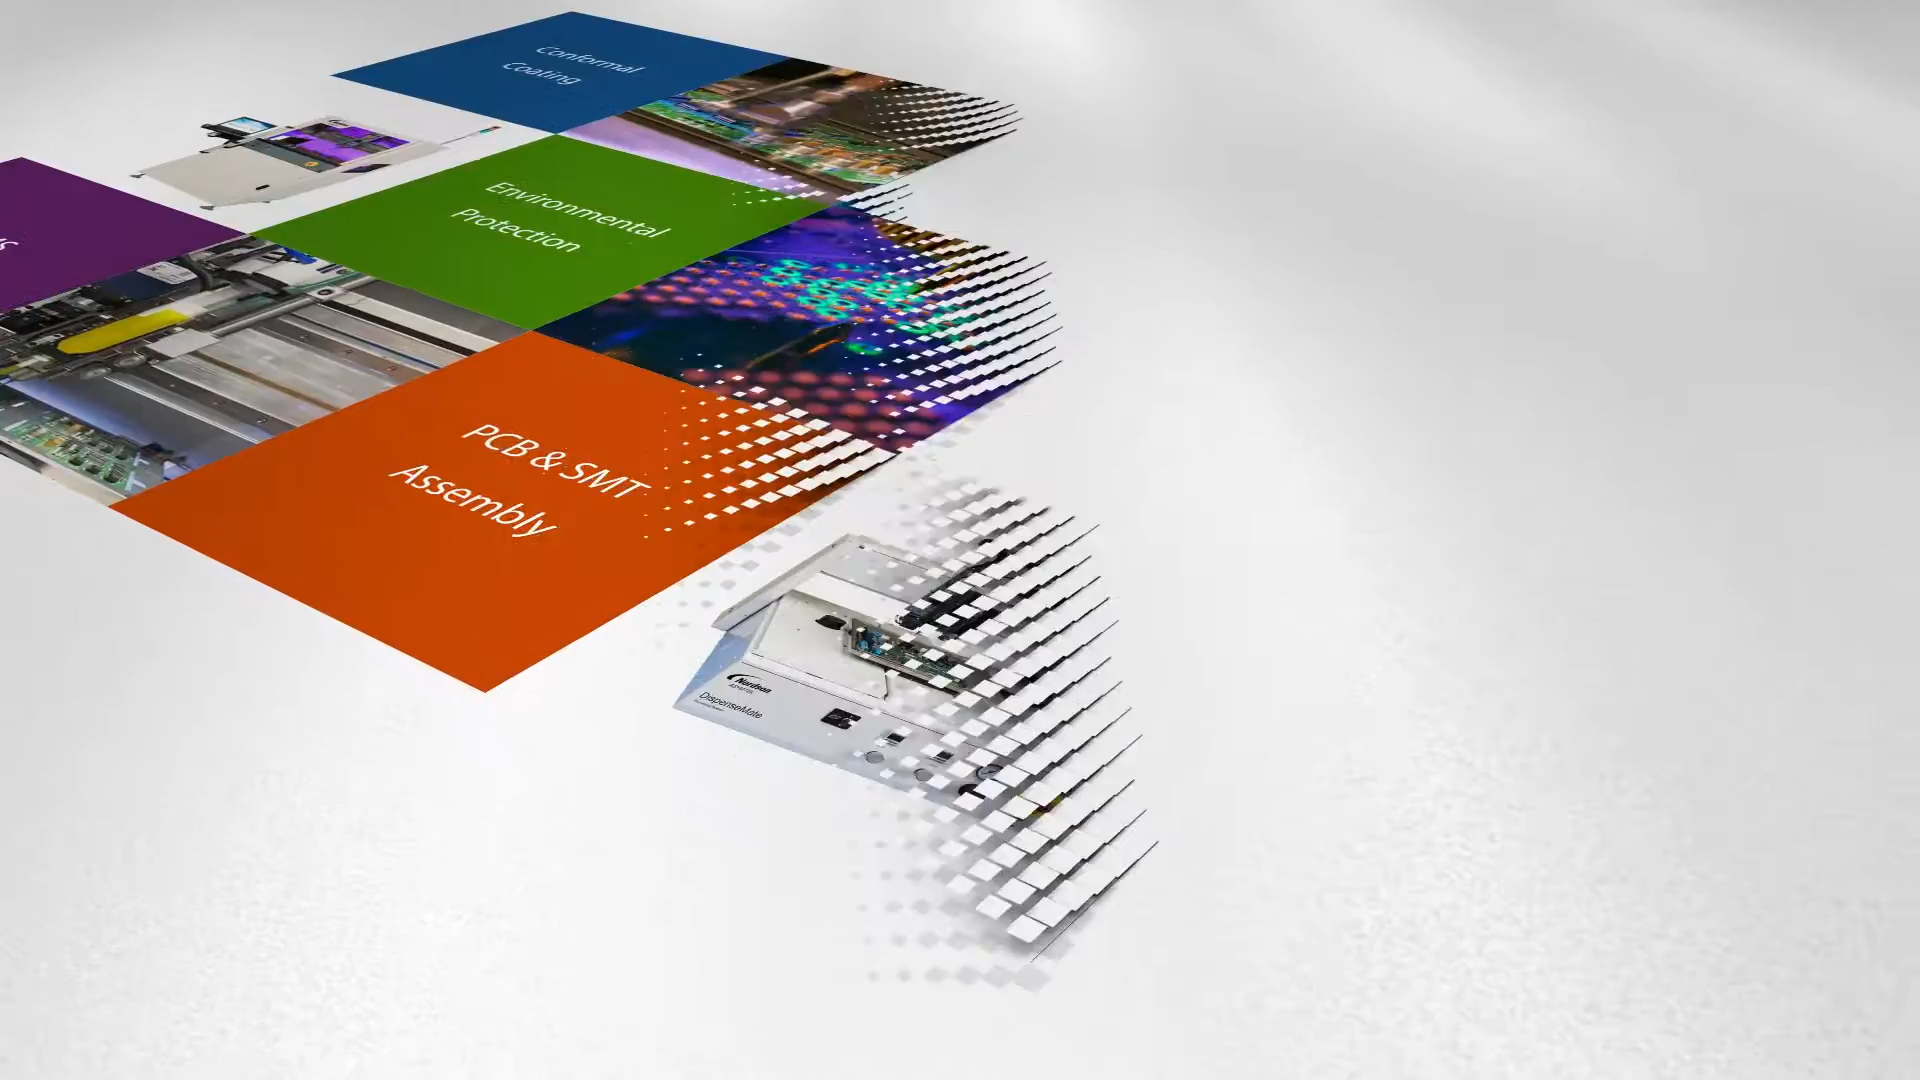 Conformal
Coating
Environmental
Protection
PCB & SMT
Assembly
Nordson
DispenseMate